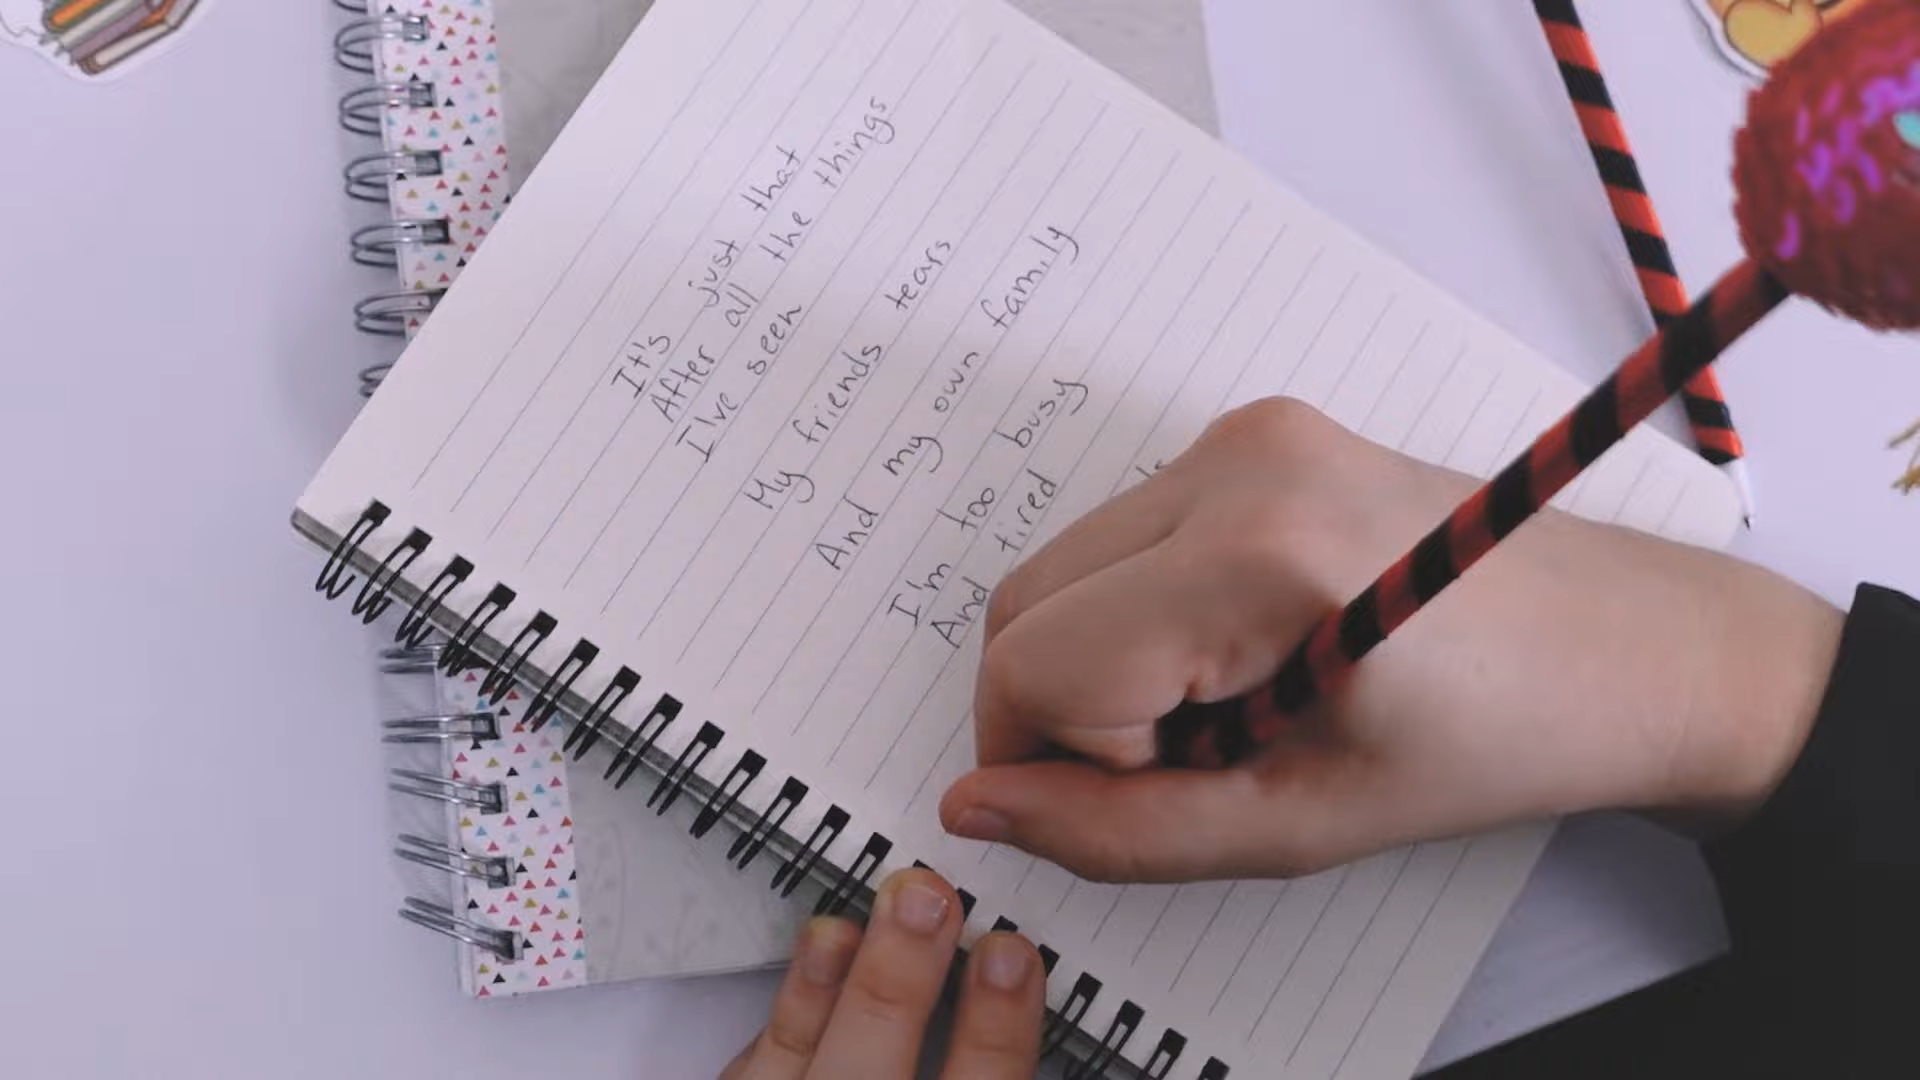 It's just that
After all the things
I've seen
My friends tears
And my own family
I'm too busy
And tired